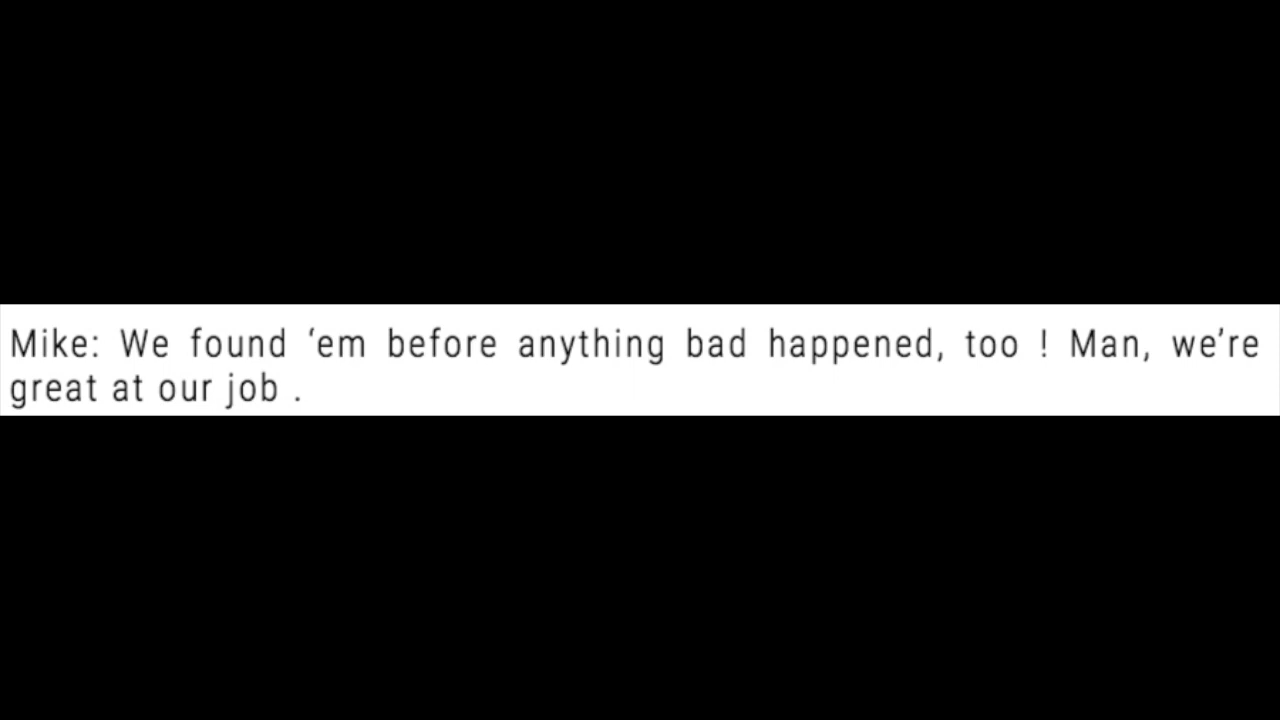 Mike: We found ‘em before anything bad happened, too ! Man, we’re
great at our job .